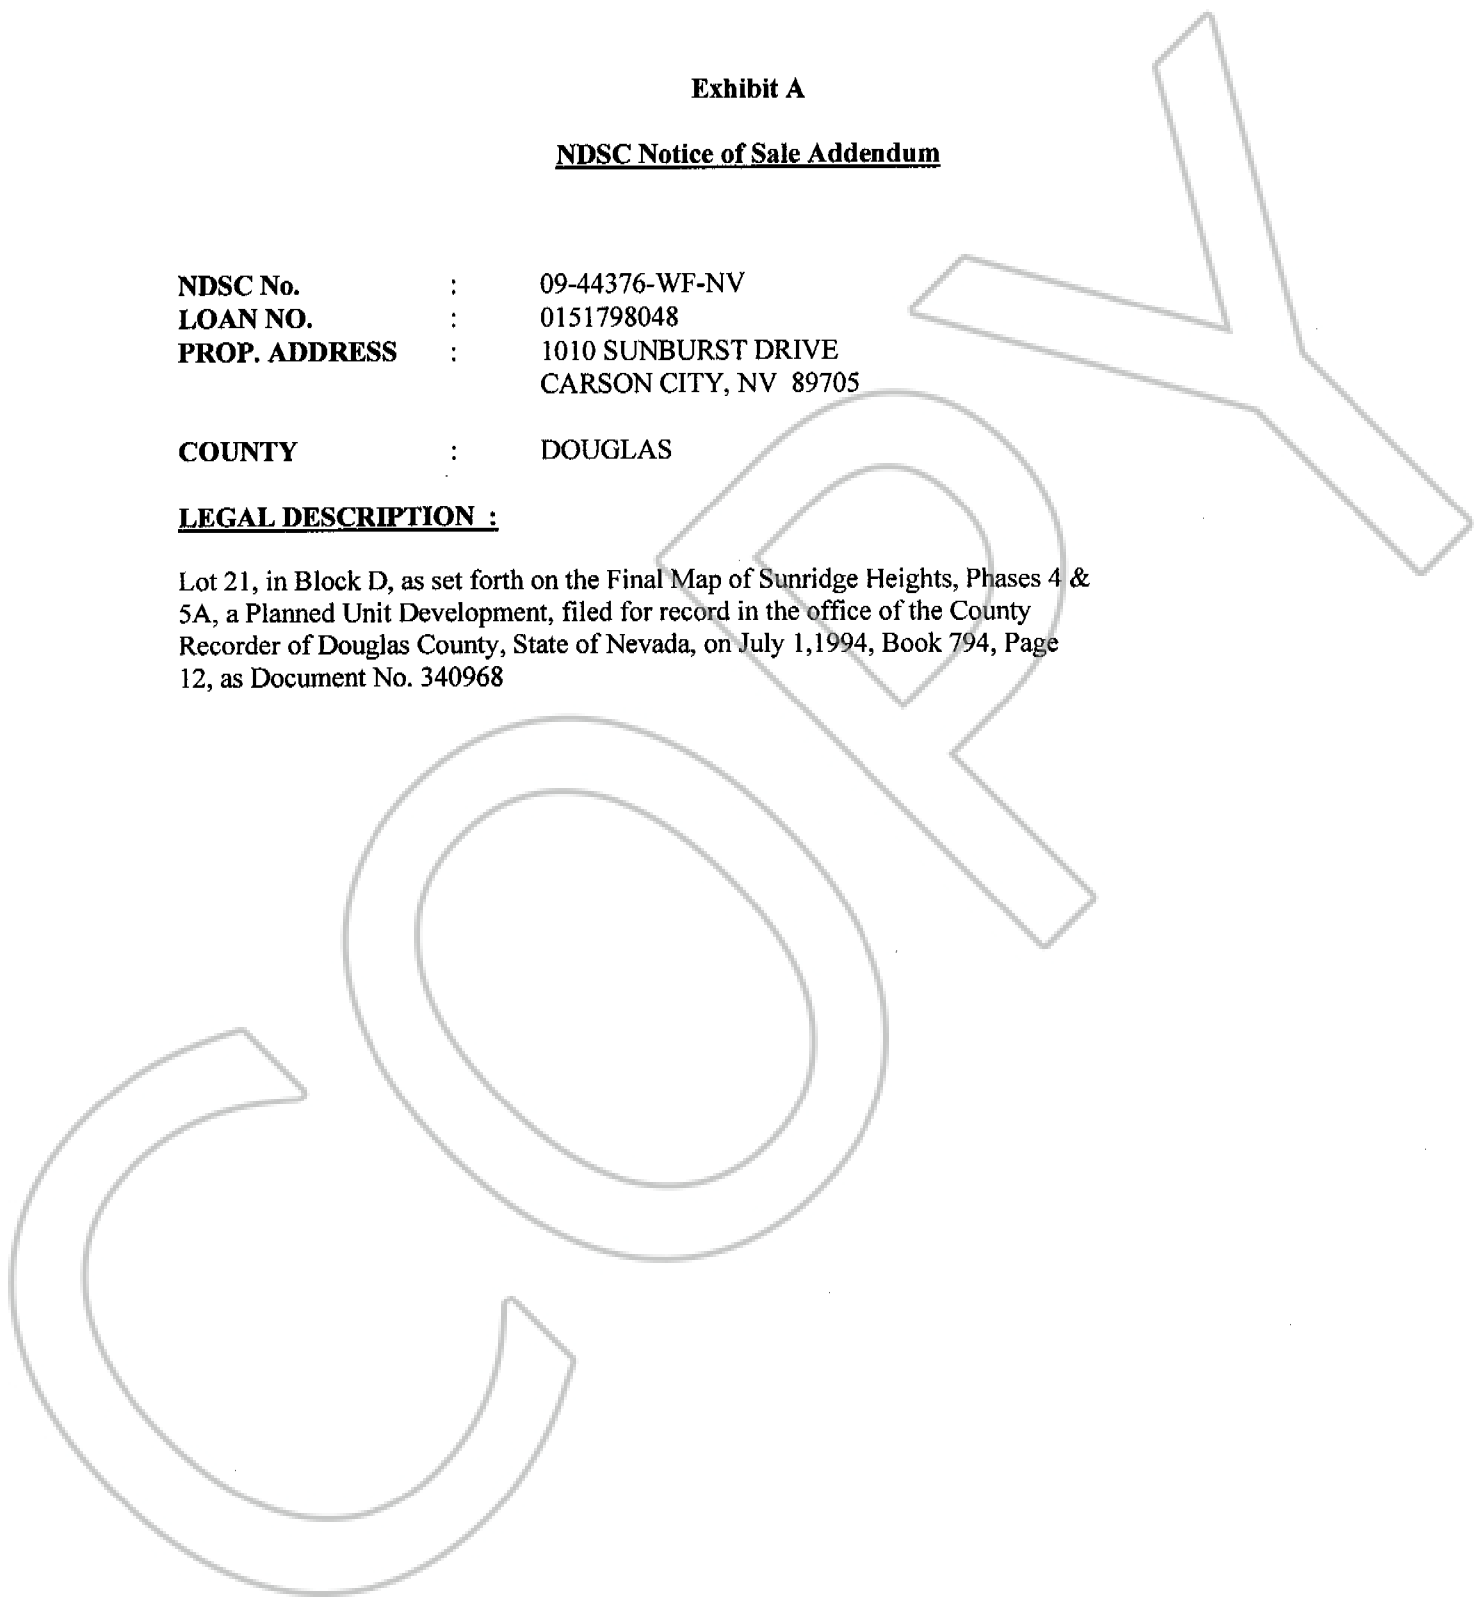 Exhibit A
NDSC Notice of Sale Addendum
NDSC No. : 09-44376-WF-NV
LOAN NO. : 0151798048
PROP. ADDRESS : 1010 SUNBURST DRIVE
CARSON CITY, NV 89705
COUNTY : DOUGLAS
LEGAL DESCRIPTION :
Lot 21, in Block D, as set forth on the Final Map of Sunridge Heights, Phases 4 &
5A, a Planned Unit Development, filed for record in the office of the County
Recorder of Douglas County, State of Nevada, on July 1,1994, Book 794, Page
12, as Document No. 340968
COPY